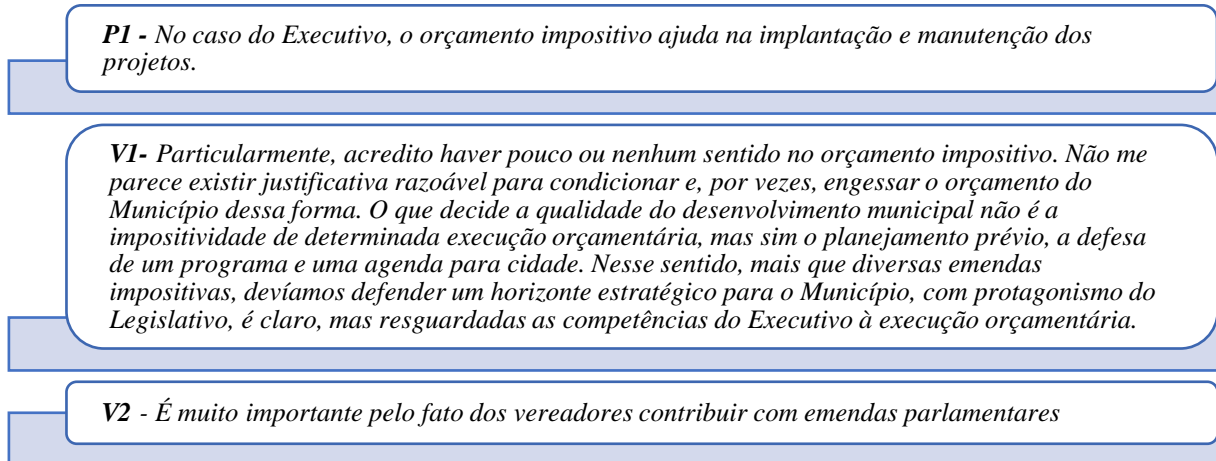 P1 - No caso do Executivo, o orçamento impositivo ajuda na implantação e manutenção dos
projetos.
V1- Particularmente, acredito haver pouco ou nenhum sentido no orçamento impositivo. Não me
parece existir justificativa razoável para condicionar e, por vezes, engessar o orçamento do
Município dessa forma. O que decide a qualidade do desenvolvimento municipal não é a
impositividade de determinada execução orçamentária, mas sim o planejamento prévio, a defesa
de um programa e uma agenda para cidade. Nesse sentido, mais que diversas emendas
impositivas, devíamos defender um horizonte estratégico para o Município, com protagonismo do
Legislativo, é claro, mas resguardadas as competências do Executivo à execução orçamentária.
V2 - É muito importante pelo fato dos vereadores contribuir com emendas parlamentares